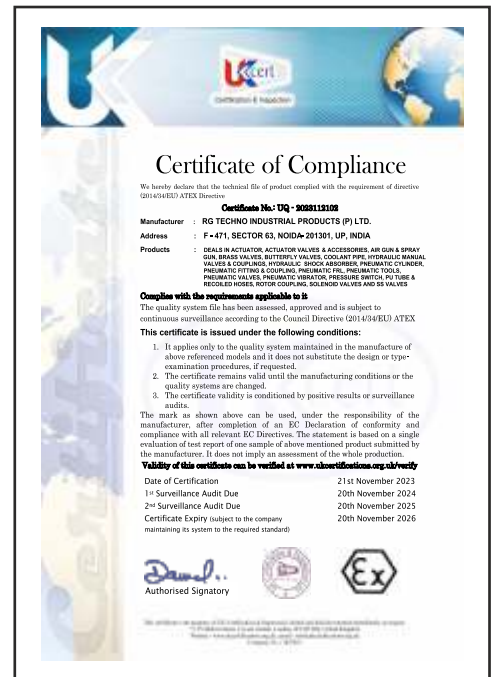 UKcert
Certification & Inspection
Certificate of Compliance
We hereby declare that the technical file of product complied with the requirement of directive
(2014/34/EU) ATEX Directive
Certificate No.: UQ - 2023112102
Manufacturer : RG TECHNO INDUSTRIAL PRODUCTS (P) LTD.
Address : F - 471, SECTOR 63, NOIDA- 201301, UP, INDIA
Products : DEALS IN ACTUATOR, ACTUATOR VALVES & ACCESSORIES, AIR GUN & SPRAY
GUN, BRASS VALVES, BUTTERFLY VALVES, COOLANT PIPE, HYDRAULIC MANUAL
VALVES & COUPLINGS, HYDRAULIC SHOCK ABSORBER, PNEUMATIC CYLINDER,
PNEUMATIC FITTING & COUPLING, PNEUMATIC FRL, PNEUMATIC TOOLS,
PNEUMATIC VALVES, PNEUMATIC VIBRATOR, PRESSURE SWITCH, PU TUBE &
RECOILED HOSES, ROTOR COUPLING, SOLENOID VALVES AND SS VALVES
Complies with the requirements applicable to it
The quality system file has been assessed, approved and is subject to
continuous surveillance according to the Council Directive (2014/34/EU) ATEX
This certificate is issued under the following conditions:
1. It applies only to the quality system maintained in the manufacture of
above referenced models and it does not substitute the design or type-
examination procedures, if requested.
2. The certificate remains valid until the manufacturing conditions or the
quality systems are changed.
3. The certificate validity is conditioned by positive results or surveillance
audits.
The mark as shown above can be used, under the responsibility of the
manufacturer, after completion of an EC Declaration of conformity and
compliance with all relevant EC Directives. The statement is based on a single
evaluation of test report of one sample of above mentioned product submitted by
the manufacturer. It does not imply an assessment of the whole production.
Validity of this certificate can be verified at www.ukcertifications.org.uk/verify
Date of Certification 21st November 2023
1st Surveillance Audit Due 20th November 2024
2nd Surveillance Audit Due 20th November 2025
Certificate Expiry (subject to the company 20th November 2026
maintaining its system to the required standard)
Authorised Signatory
Ex